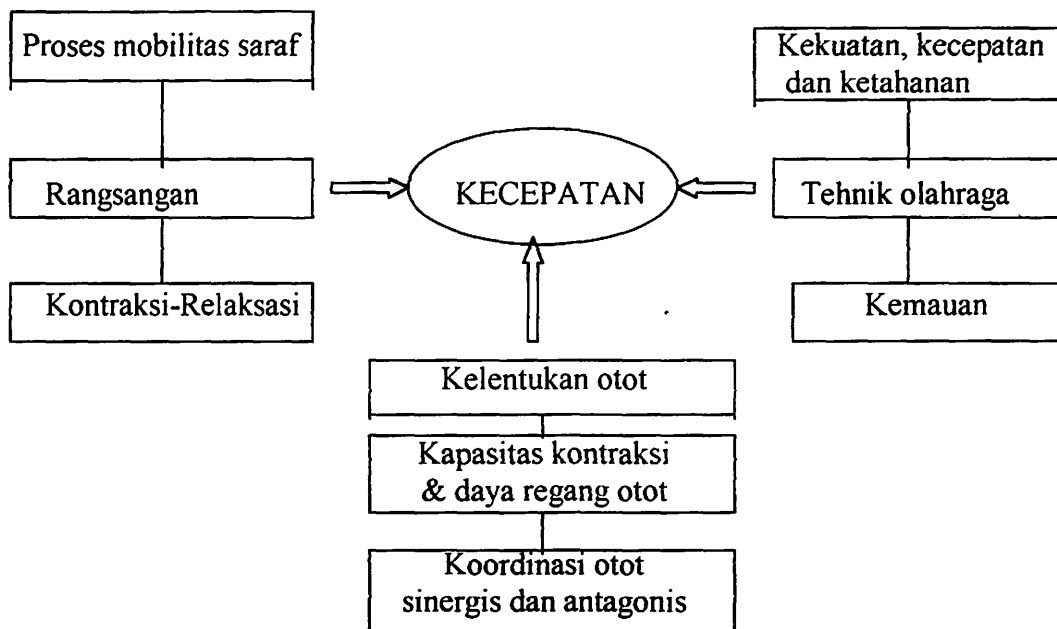 Proses mobilitas saraf
Rangsangan
Kontraksi-Relaksasi
KECEPATAN
Kekuatan, kecepatan
dan ketahanan
Tehnik olahraga
Kemauan
Kelentukan otot
Kapasitas kontraksi
& daya regang otot
Koordinasi otot
sinergis dan antagonis